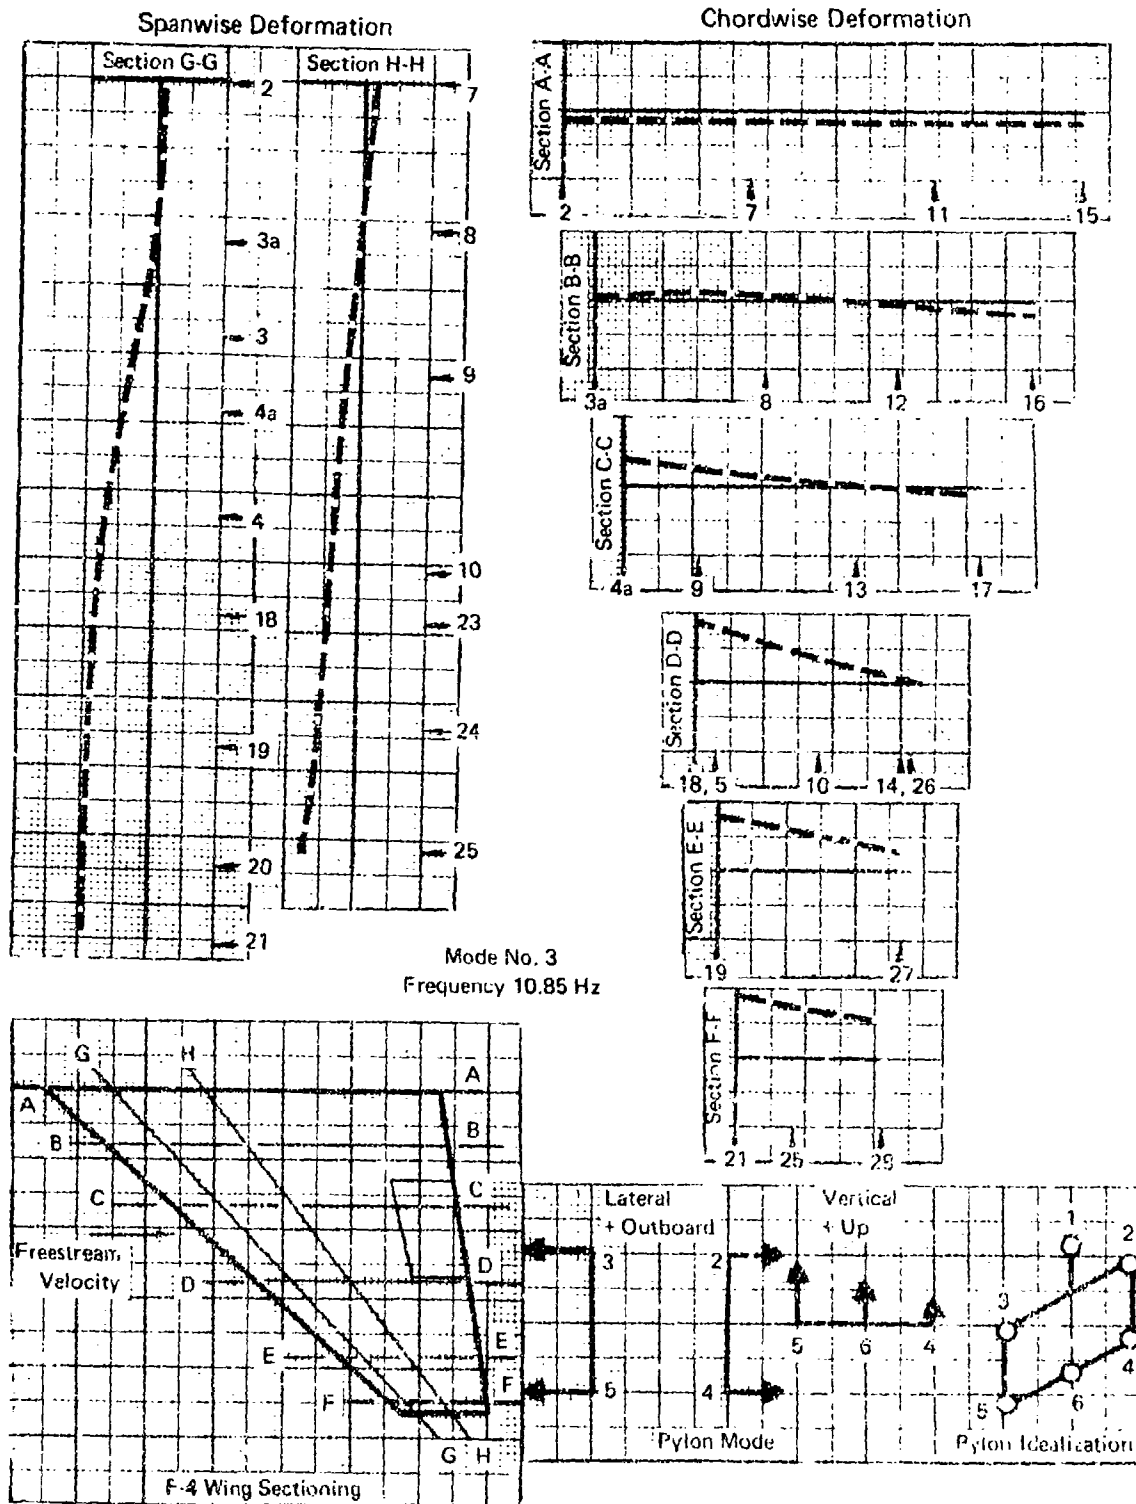 Spanwise Deformation
Section G-G
Section H-H
2
3a
3
4a
4
18
19
20
21
7
8
9
10
23
24
25
Chordwise Deformation
Section A-A
2
7
11
15
Section B-B
3a
8
12
16
Section C-C
4a
9
13
17
Section D-D
18, 5
10
14, 26
Section E-E
19
27
Section F-F
21
25
Mode No. 3
Frequency 10.85 Hz
G
H
A
A
B
B
C
C
Freestream
Velocity
D
D
E
E
F
F
G
H
F-4 Wing Sectioning
Lateral
+ Outboard
3
5
2
4
Vertical
+ Up
5
6
4
Pylon Mode
1
2
3
4
5
6
Pylon Idealization